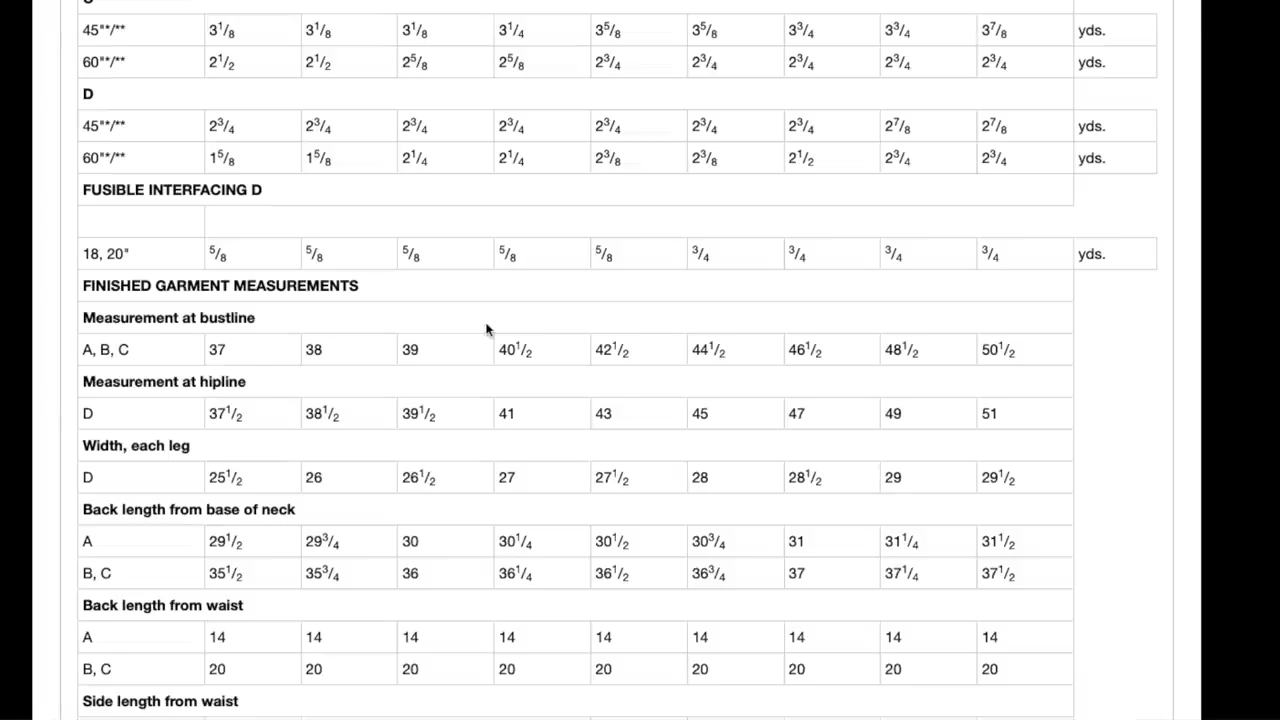 45"*/** 3 1/8 3 1/8 3 1/8 3 1/4 3 5/8 3 5/8 3 3/4 3 3/4 3 7/8 yds.
60"*/** 2 1/2 2 1/2 2 5/8 2 5/8 2 3/4 2 3/4 2 3/4 2 3/4 2 3/4 yds.
D
45"*/** 2 3/4 2 3/4 2 3/4 2 3/4 2 3/4 2 3/4 2 3/4 2 7/8 2 7/8 yds.
60"*/** 1 5/8 1 5/8 2 1/4 2 1/4 2 3/8 2 3/8 2 1/2 2 3/4 2 3/4 yds.
FUSIBLE INTERFACING D
18, 20" 5/8 5/8 5/8 5/8 5/8 3/4 3/4 3/4 3/4 yds.
FINISHED GARMENT MEASUREMENTS
Measurement at bustline
A, B, C 37 38 39 40 1/2 42 1/2 44 1/2 46 1/2 48 1/2 50 1/2
Measurement at hipline
D 37 1/2 38 1/2 39 1/2 41 43 45 47 49 51
Width, each leg
D 25 1/2 26 26 1/2 27 27 1/2 28 28 1/2 29 29 1/2
Back length from base of neck
A 29 1/2 29 3/4 30 30 1/4 30 1/2 30 3/4 31 31 1/4 31 1/2
B, C 35 1/2 35 3/4 36 36 1/4 36 1/2 36 3/4 37 37 1/4 37 1/2
Back length from waist
A 14 14 14 14 14 14 14 14 14
B, C 20 20 20 20 20 20 20 20 20
Side length from waist